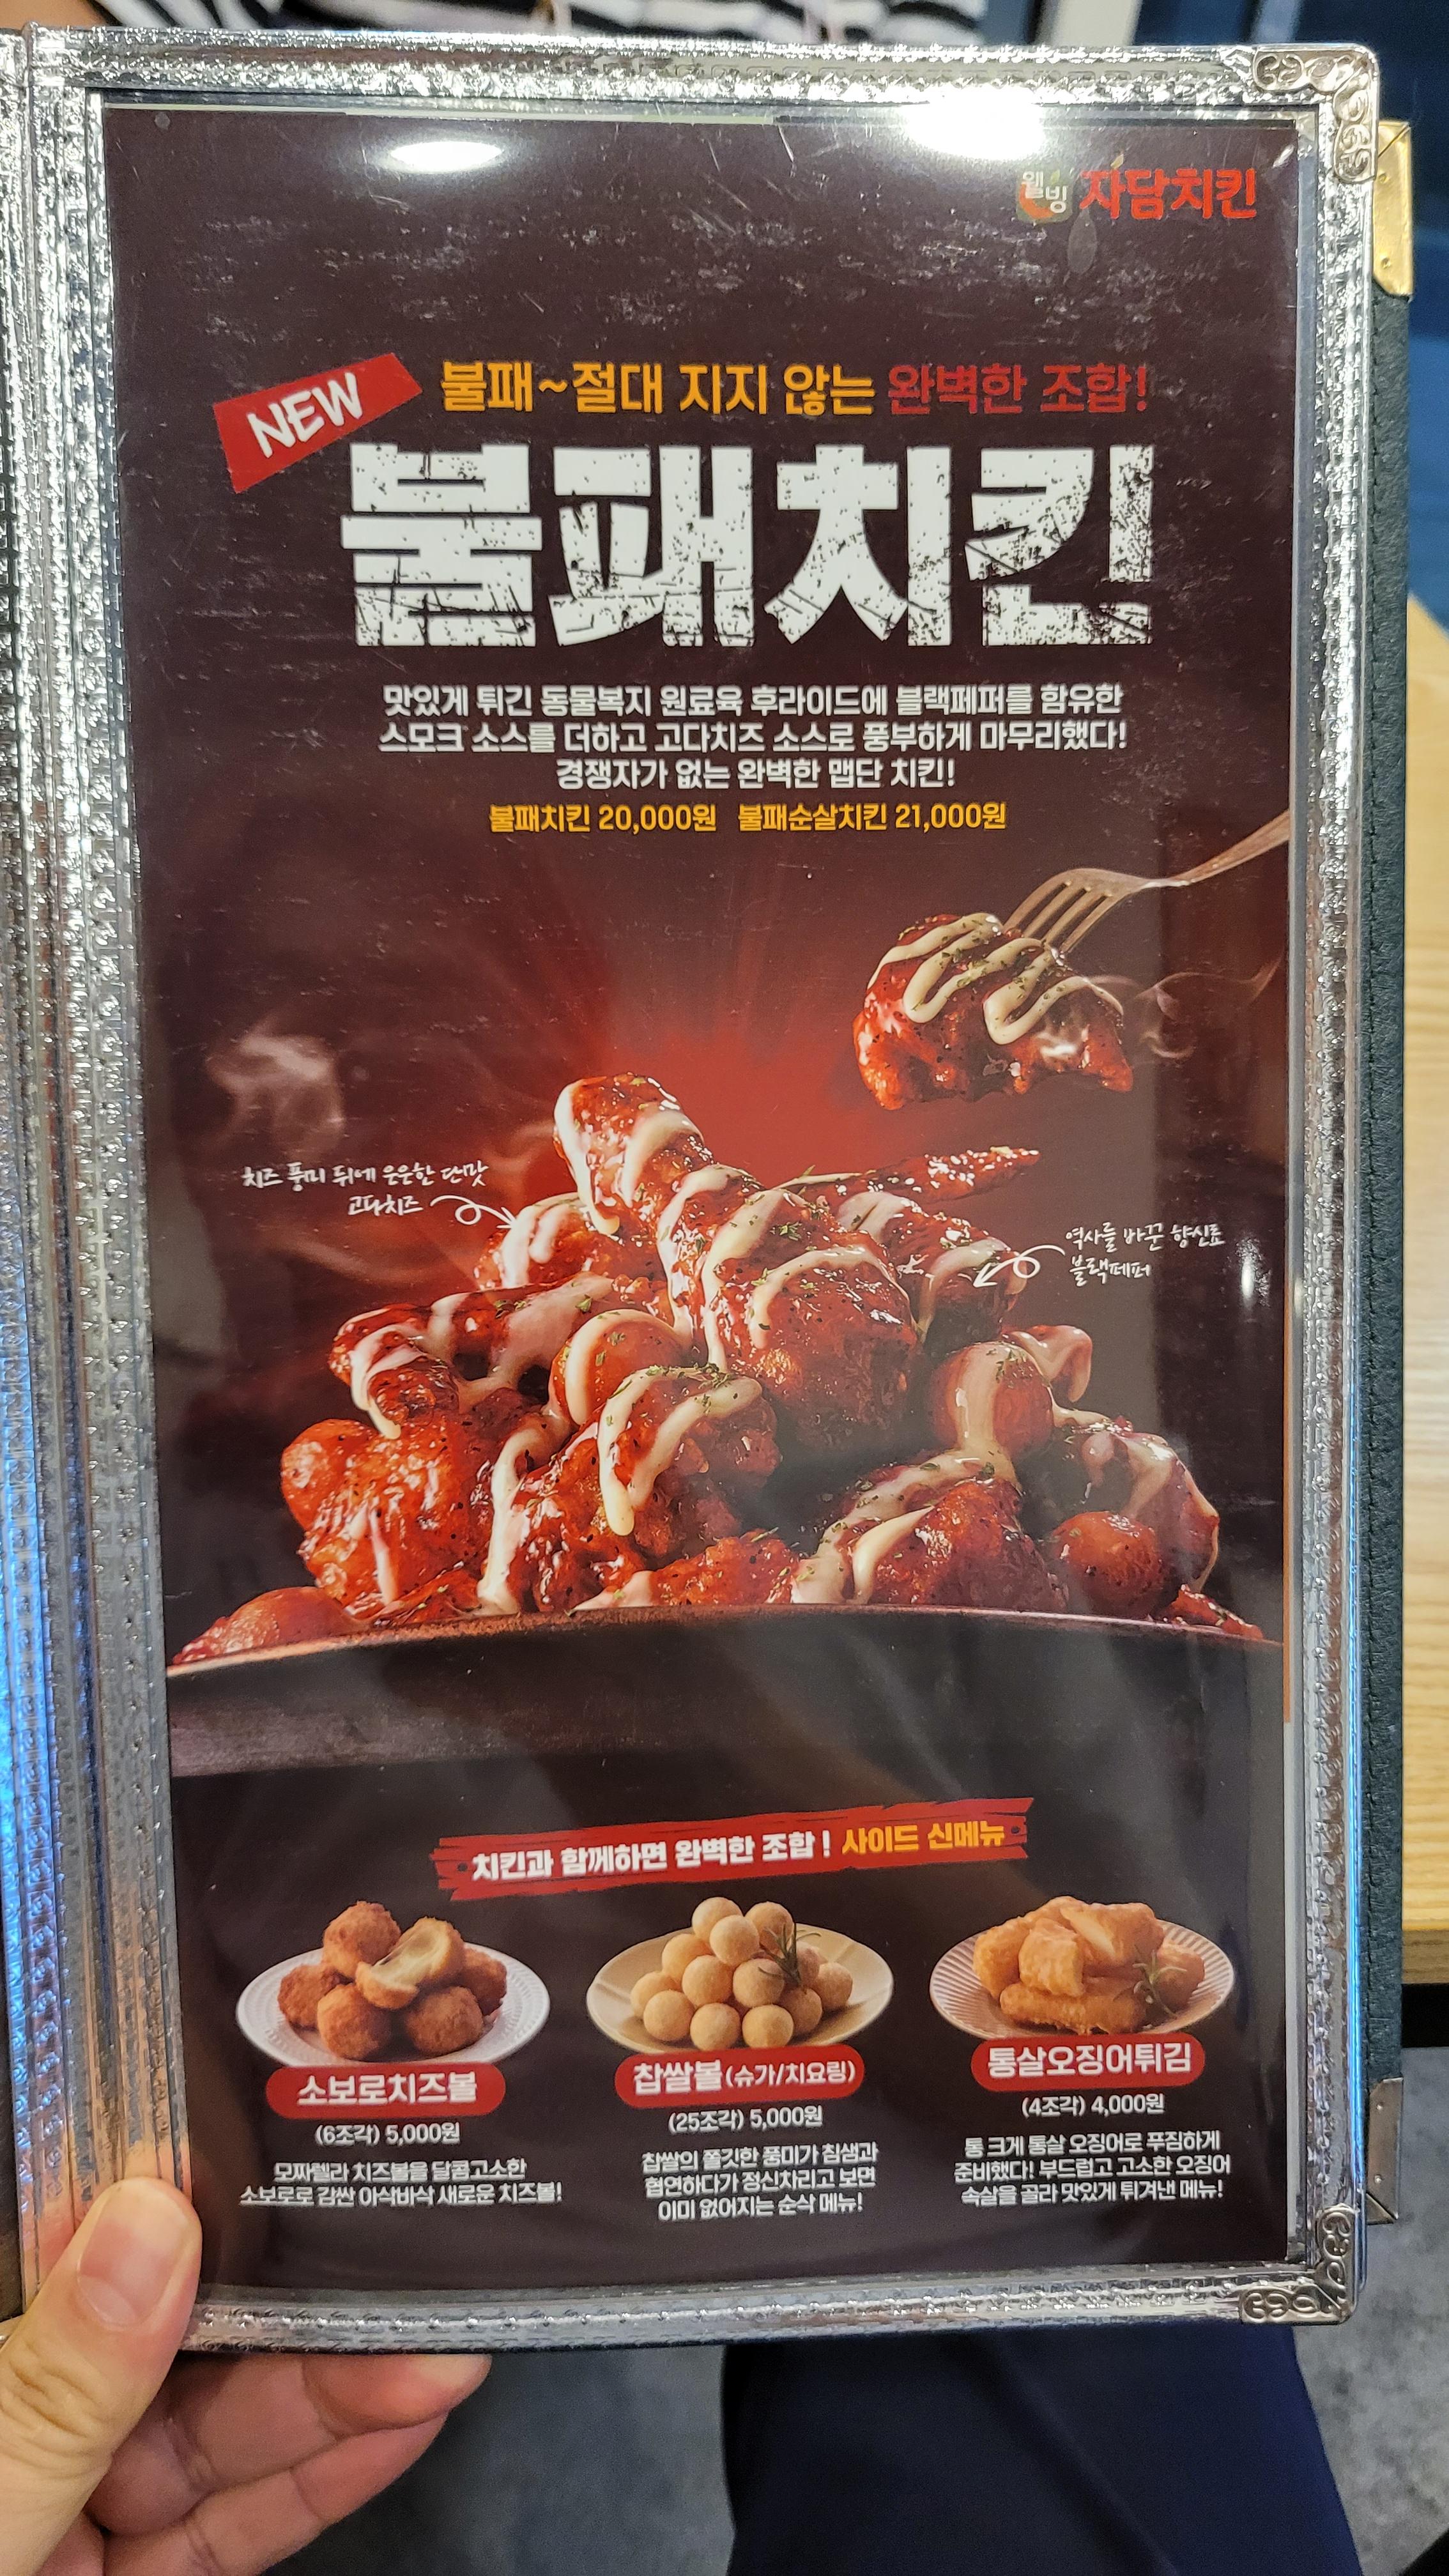 웰빙 자담치킨
NEW
불패~절대 지지 않는 완벽한 조합!
불패치킨
맛있게 튀긴 동물복지 원료육 후라이드에 블랙페퍼를 함유한
스모크 소스를 더하고 고다치즈 소스로 풍부하게 마무리했다!
경쟁자가 없는 완벽한 맵단 치킨!
불패치킨 20,000원 불패순살치킨 21,000원
치즈 풍미 뒤에 은은한 단맛
고다치즈
역사를 바꾼 향신료
블랙페퍼
치킨과 함께하면 완벽한 조합! 사이드 신메뉴
소보로치즈볼
(6조각) 5,000원
모짜렐라 치즈볼을 달콤고소한
소보로로 감싼 아삭바삭 새로운 치즈볼!
찹쌀볼(슈가/치요링)
(25조각) 5,000원
찹쌀의 쫄깃한 풍미가 침샘과
협연하다가 정신차리고 보면
이미 없어지는 순삭 메뉴!
통살오징어튀김
(4조각) 4,000원
통 크게 통살 오징어로 푸짐하게
준비했다! 부드럽고 고소한 오징어
속살을 골라 맛있게 튀겨낸 메뉴!